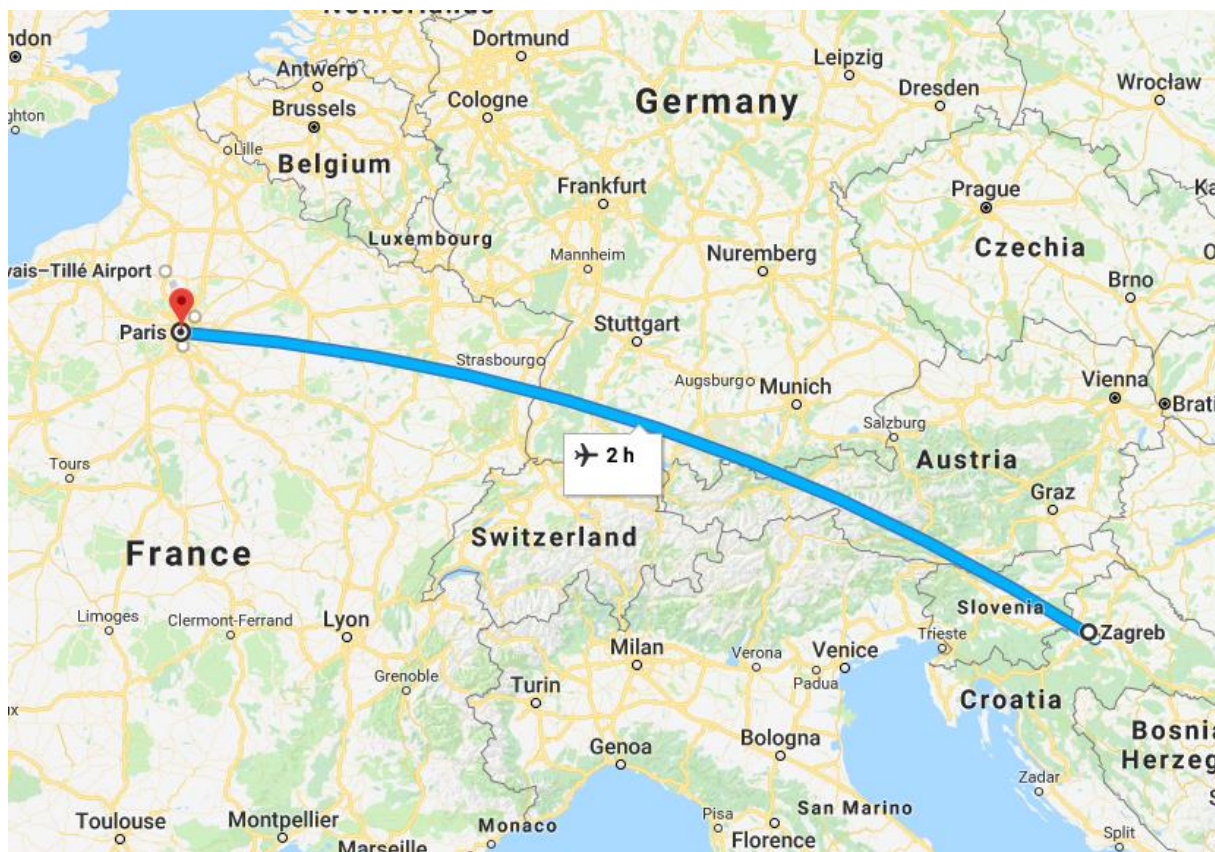 Netherlands
ndon
Dortmund
Leipzig
Antwerp
Wrocław
Dresden
Cologne
Germany
Brussels
ghton
Lille
Belgium
Frankfurt
Prague
Ka
Luxembourg
Czechia
O
Nuremberg
Mannheim
vais–Tillé Airport
Brno
Stuttgart
Paris
Strasbourg
Augsburg
Munich
Vienna
Brati
Salzburg
2 h
Tours
Austria
Graz
Switzerland
France
Slovenia
Limoges
Clermont-Ferrand
Lyon
Trieste
Zagreb
Milan
Verona
Venice
Grenoble
Padua
Turin
Croatia
ix
Genoa
Bologna
Bosnia
Herzeg
Zadar
S
San Marino
Toulouse
Montpellier
Monaco
Pisa
Split
Marseille
Florence